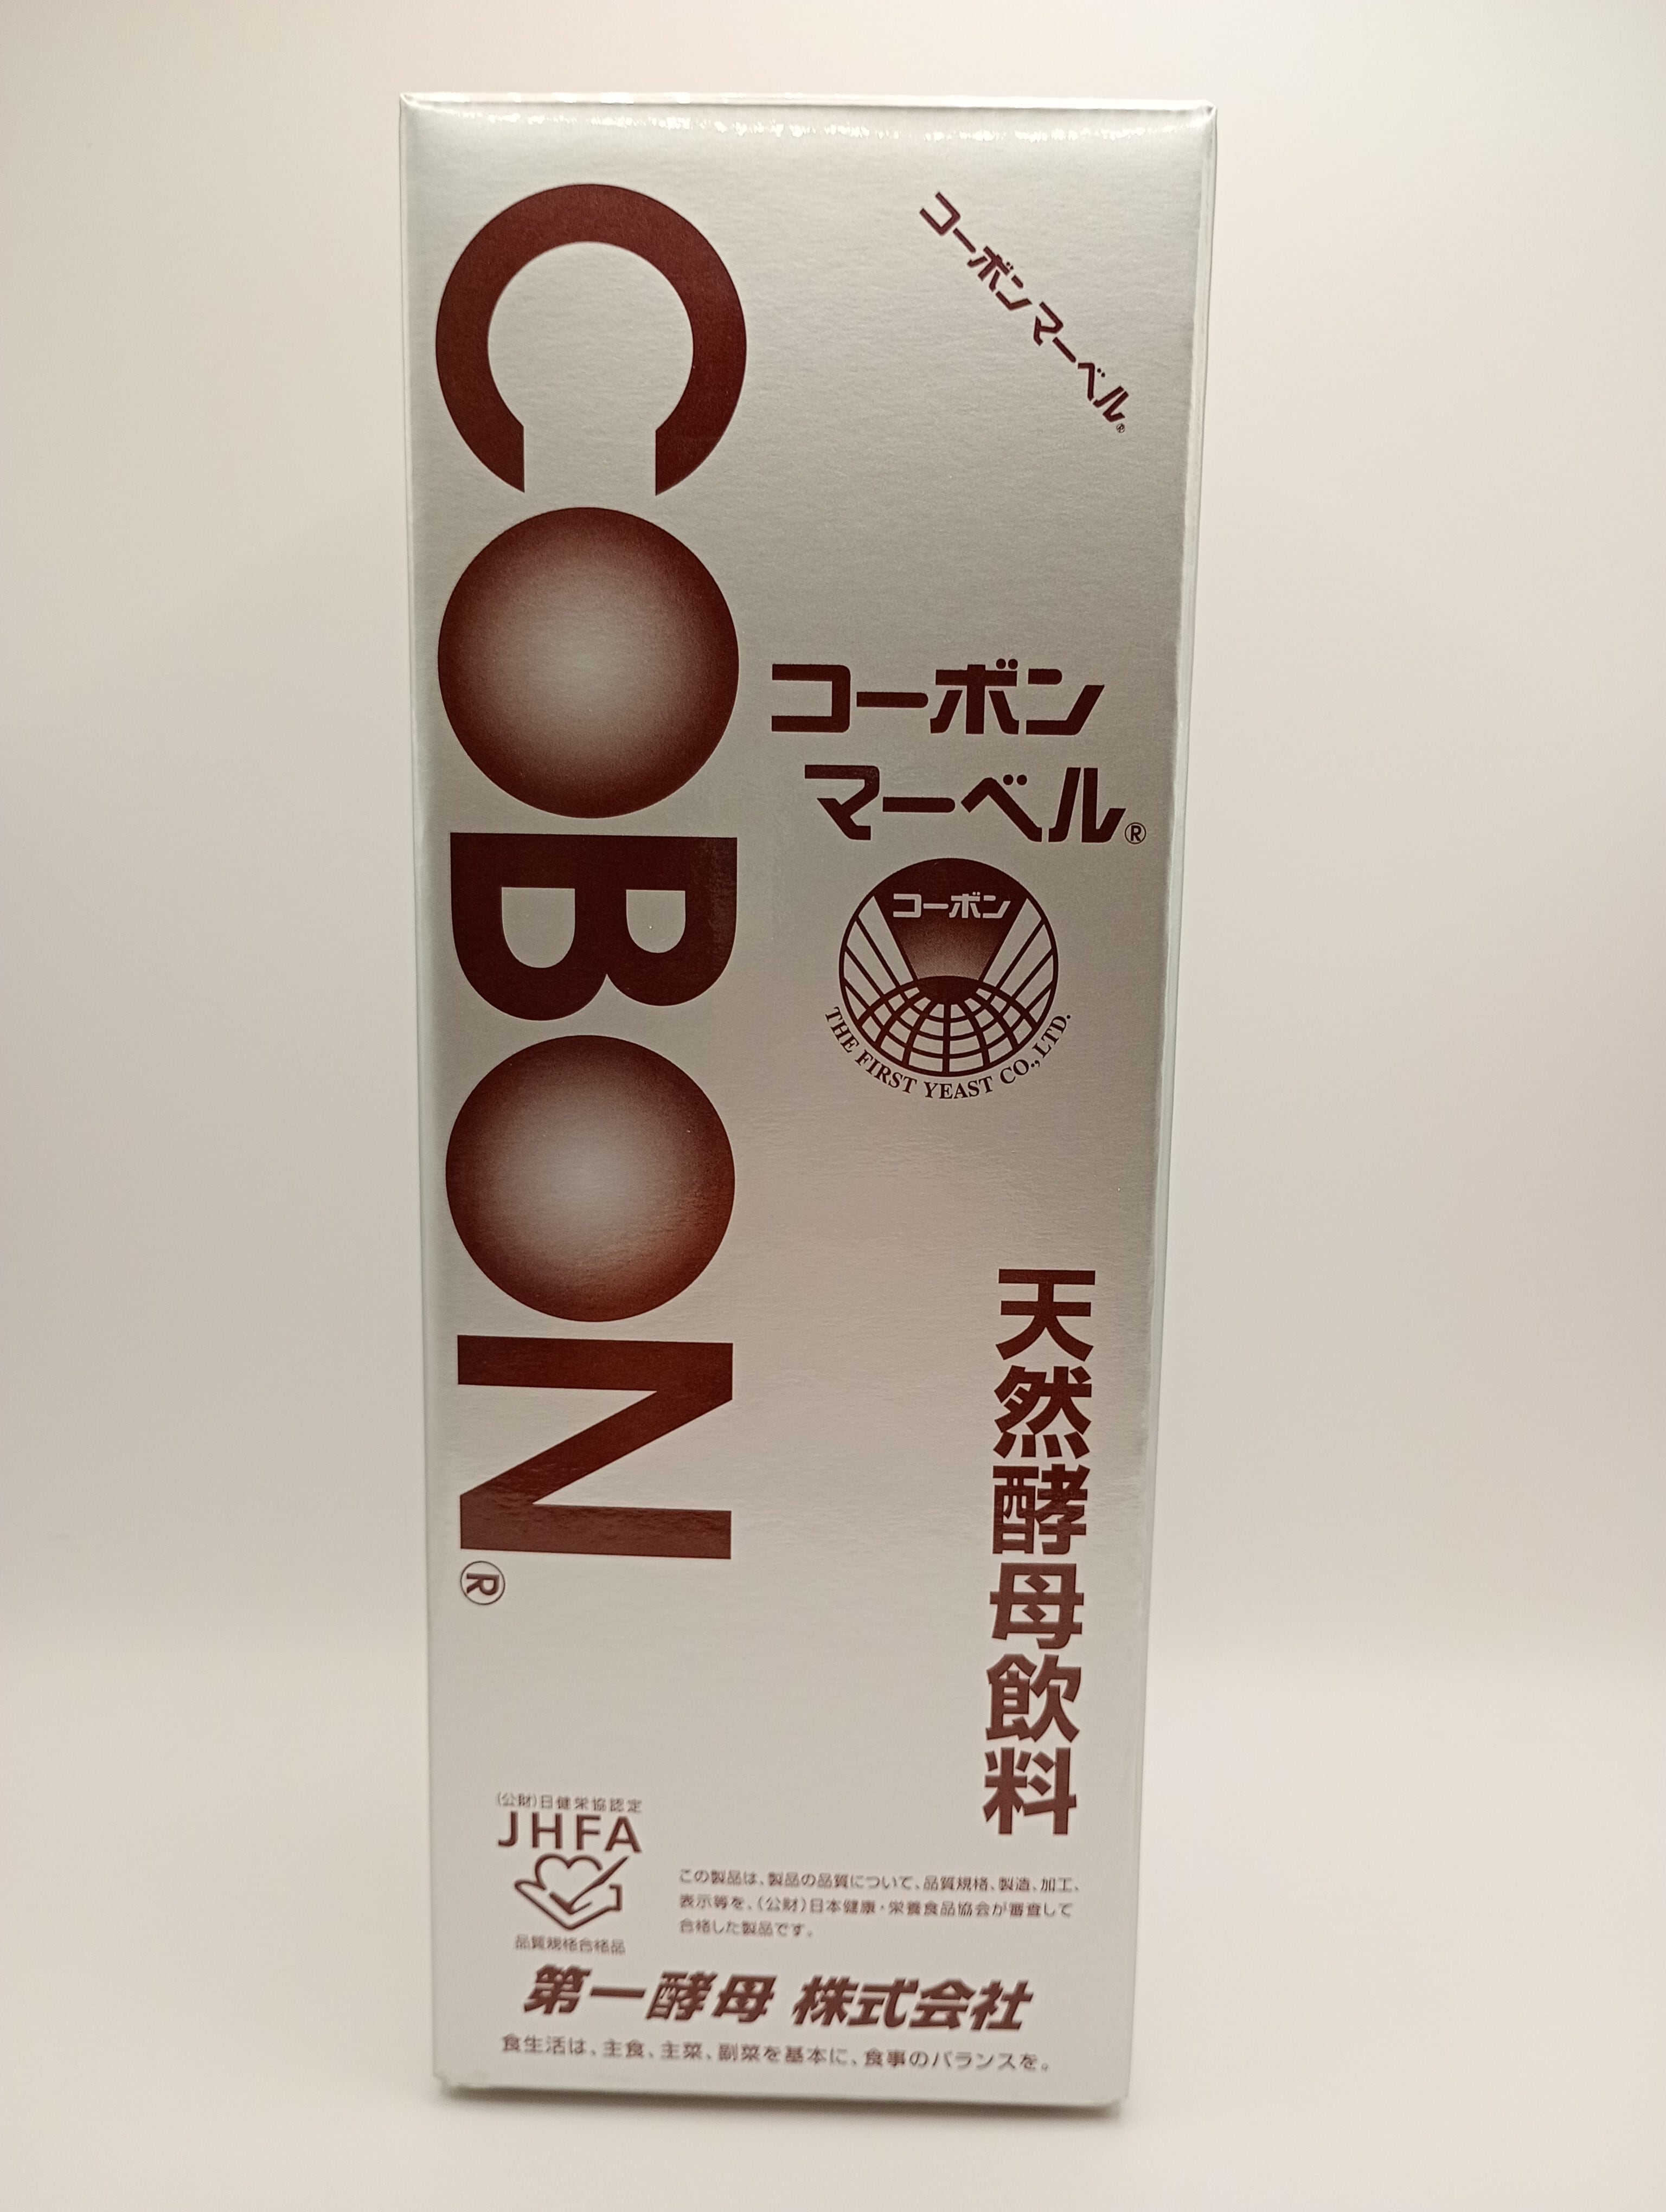 コーボンマーベル®
COBON®
コーボン
マーベル®
コーボン
THE FIRST YEAST CO., LTD.
天然酵母飲料
(公財)日健栄協認定
JHFA
品質規格合格品
この製品は、製品の品質について、品質規格、製造、加工、
表示等を、(公財)日本健康・栄養食品協会が審査して
合格した製品です。
第一酵母 株式会社
食生活は、主食、主菜、副菜を基本に、食事のバランスを。